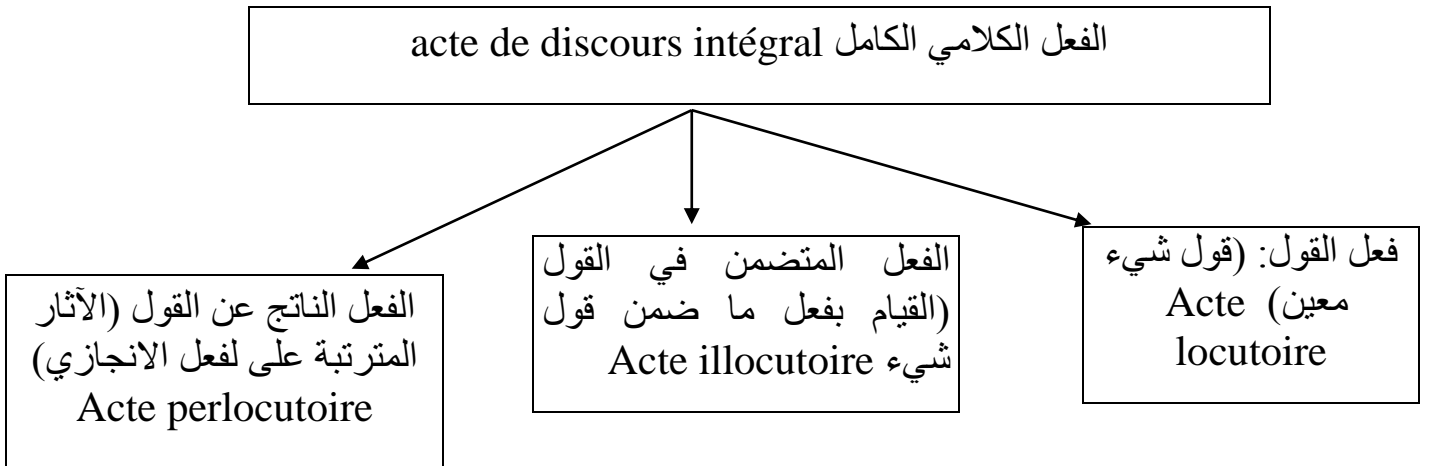 الفعل الكلامي الكامل acte de discours intégral
فعل القول: (قول شيء
معين) Acte
locutoire
الفعل المتضمن في القول
(القيام بفعل ما ضمن قول
شيء Acte illocutoire
الفعل الناتج عن القول (الآثار
المترتبة على لفعل الانجازي)
Acte perlocutoire